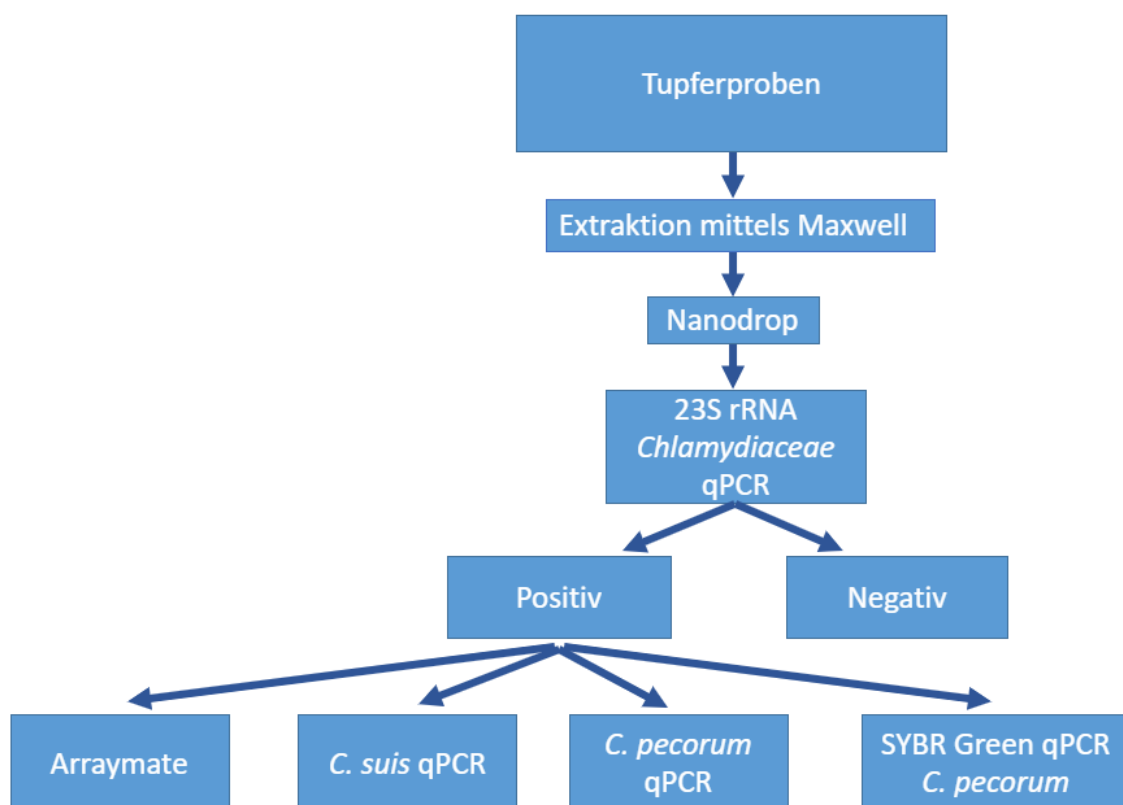 Tupferproben
Extraktion mittels Maxwell
Nanodrop
23S rRNA
Chlamydiaceae
qPCR
Positiv
Negativ
Arraymate
C. suis qPCR
C. pecorum
qPCR
SYBR Green qPCR
C. pecorum